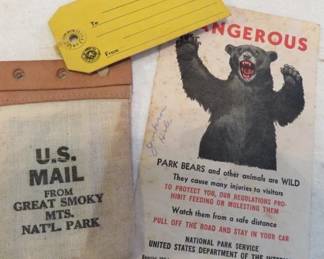 To
From
DANGEROUS
PARK BEARS and other animals are WILD
They cause many injuries to visitors
TO PROTECT YOU, OUR REGULATIONS PRO-
HIBIT FEEDING or MOLESTING THEM
Watch them from a safe distance
PULL OFF THE ROAD AND STAY IN YOUR CAR
NATIONAL PARK SERVICE
UNITED STATES DEPARTMENT OF THE
U.S.
MAIL
FROM
GREAT SMOKY
MTS.
NAT'L. PARK